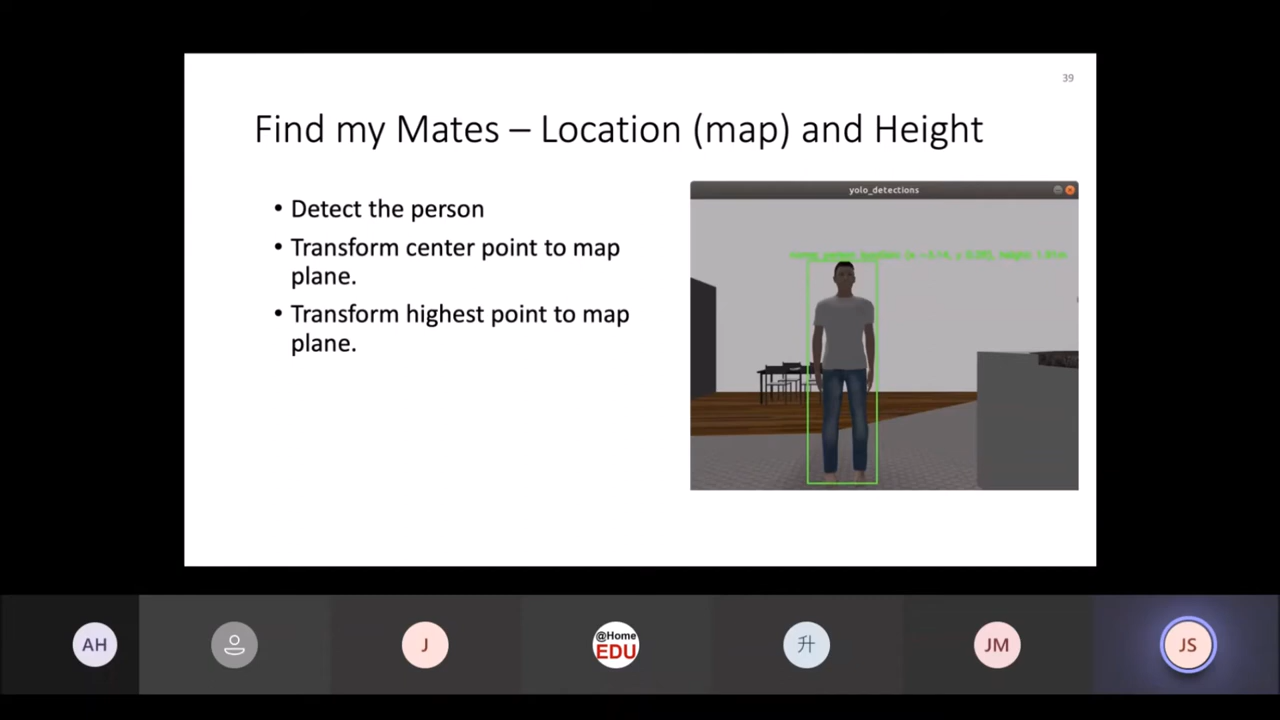 39
Find my Mates – Location (map) and Height
• Detect the person
• Transform center point to map
plane.
• Transform highest point to map
plane.
yolo_detections
AH
J
@Home
EDU
升
JM
JS